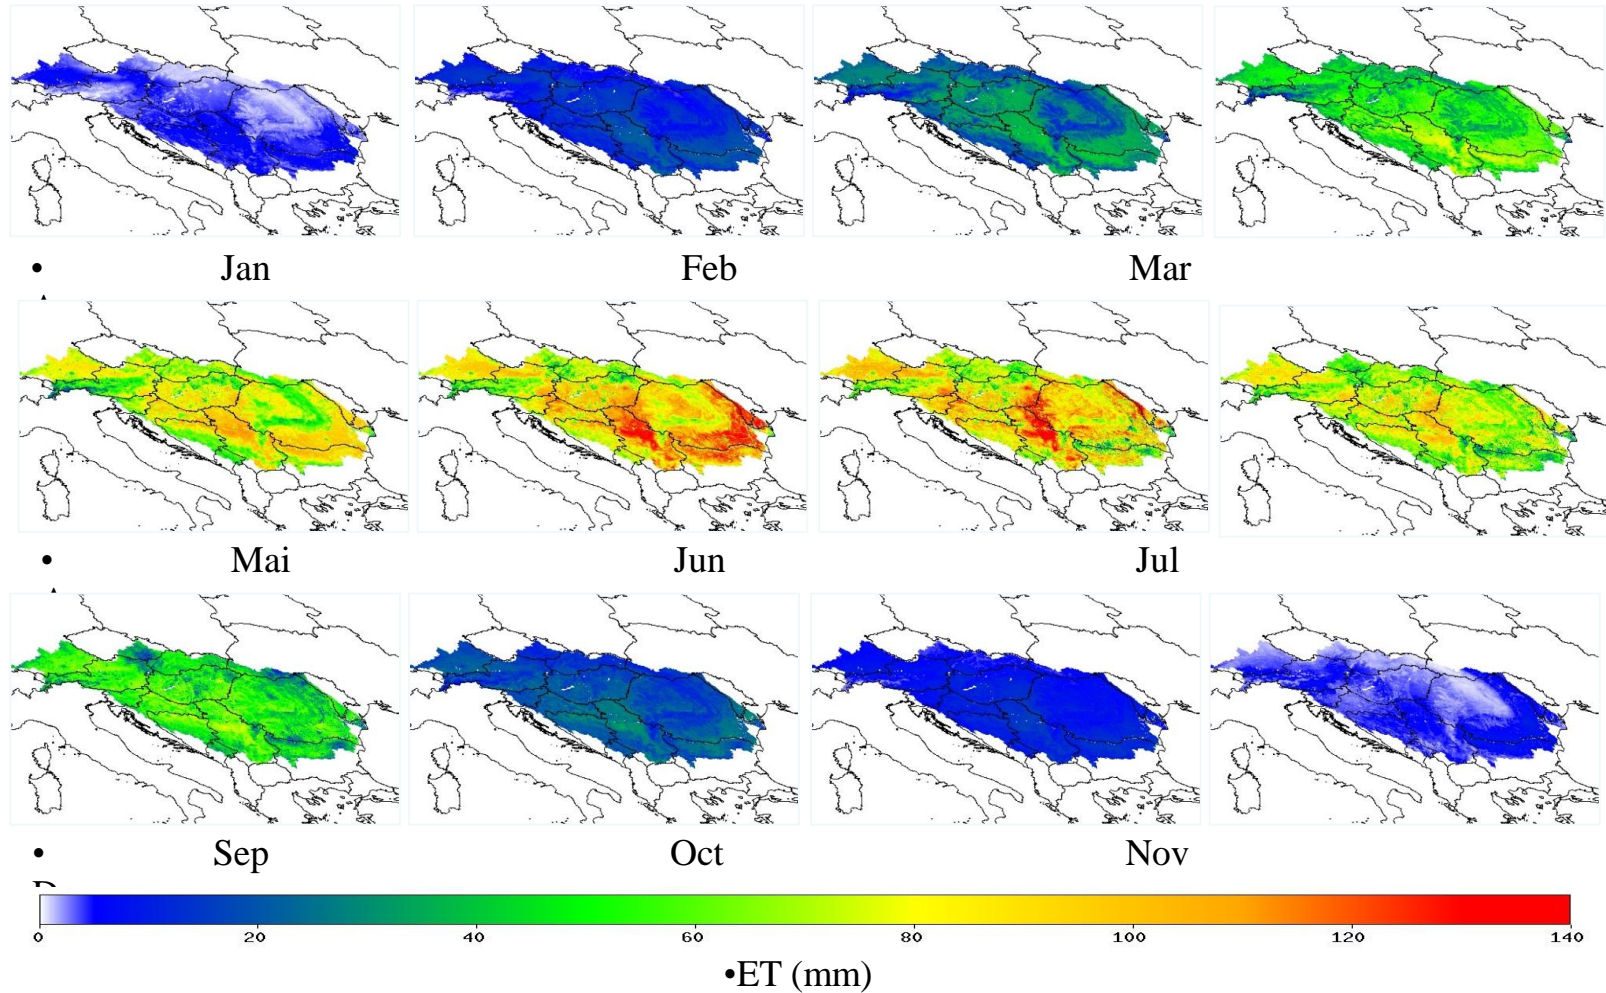 • Jan Feb Mar
• Mai Jun Jul
• Sep Oct Nov
0 20 40 60 80 100 120 140
•ET (mm)